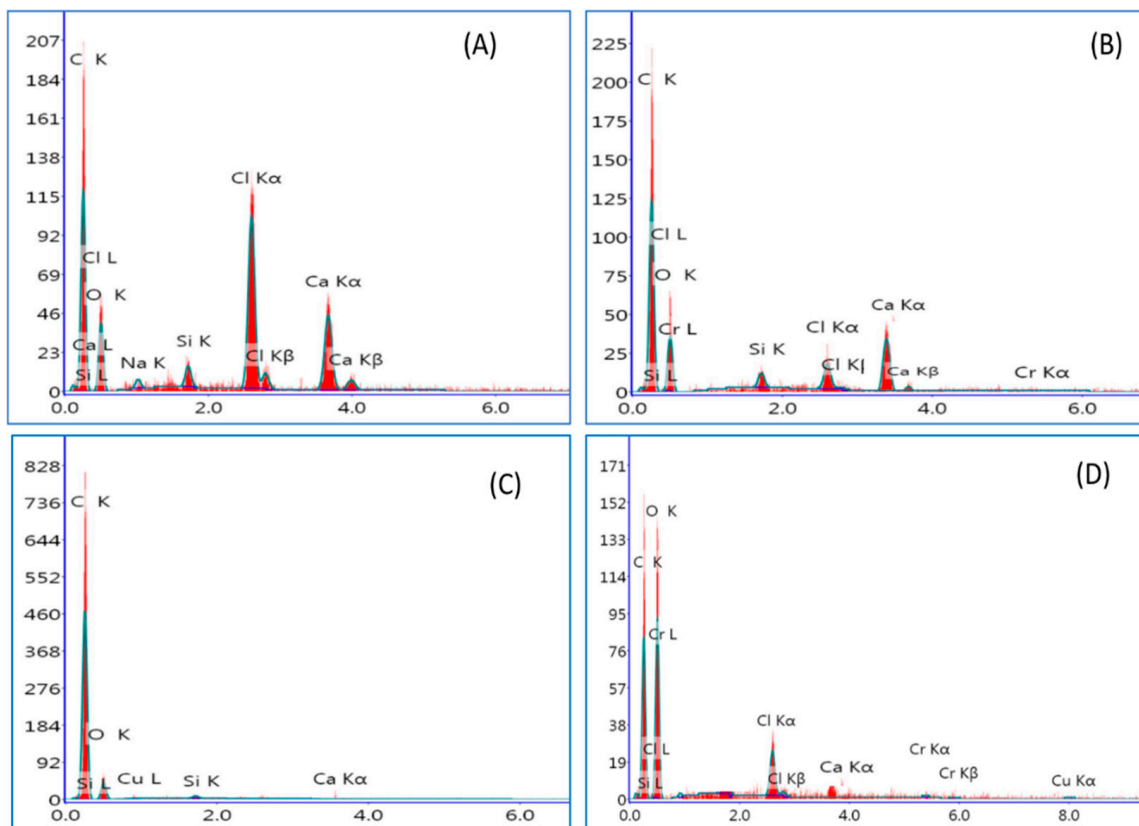 (A)
207
184
161
138
115
92
69
46
23
0
C K
Cl L
O K
Ca L
Si L
Na K
Si K
Cl Kα
Cl Kβ
Ca Kα
Ca Kβ
0.0 2.0 4.0 6.0
(B)
225
200
175
150
125
100
75
50
25
0
C K
Cl L
O K
Cr L
Si L
Si K
Cl Kα
Cl K
Ca Kα
Ca Kβ
Cr Kα
0.0 2.0 4.0 6.0
(C)
828
736
644
552
460
368
276
184
92
0
C K
O K
Si L
Cu L
Si K
Ca Kα
0.0 2.0 4.0 6.0
(D)
171
152
133
114
95
76
57
38
19
0
O K
C K
Cr L
Cl L
Si L
Cl Kα
Cl Kβ
Ca Kα
Cr Kα
Cr Kβ
Cu Kα
0.0 2.0 4.0 6.0 8.0